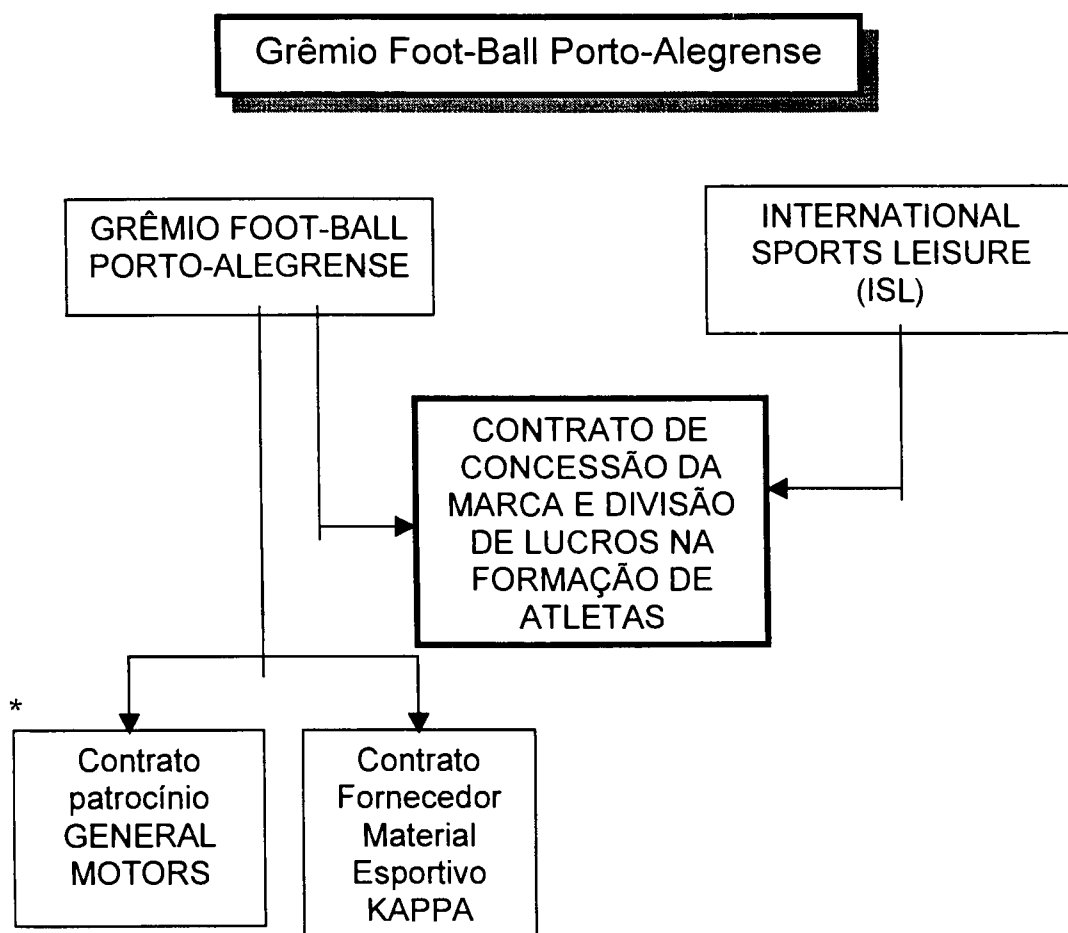 Grêmio Foot-Ball Porto-Alegrense
GRÊMIO FOOT-BALL
PORTO-ALEGRENSE
INTERNATIONAL
SPORTS LEISURE
(ISL)
CONTRATO DE
CONCESSÃO DA
MARCA E DIVISÃO
DE LUCROS NA
FORMAÇÃO DE
ATLETAS
*
Contrato
patrocínio
GENERAL
MOTORS
Contrato
Fornecedor
Material
Esportivo
KAPPA